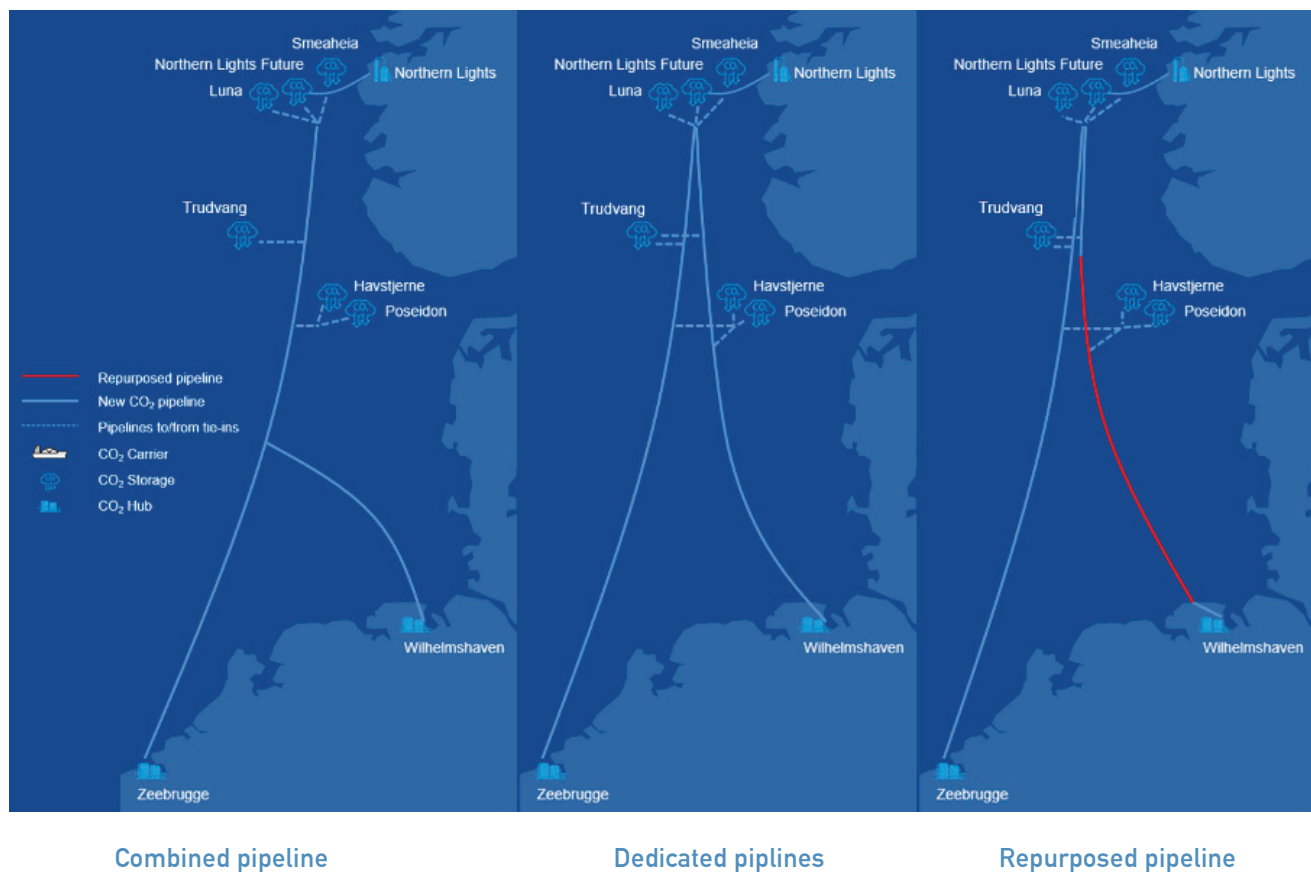 Smeaheia
Northern Lights Future
Northern Lights
Luna
Trudvang
Havstjerne
Poseidon
Repurposed pipeline
New CO₂ pipeline
Pipelines to/from tie-ins
CO₂ Carrier
CO₂ Storage
CO₂ Hub
Wilhelmshaven
Zeebrugge
Combined pipeline
Smeaheia
Northern Lights Future
Northern Lights
Luna
Trudvang
Havstjerne
Poseidon
Wilhelmshaven
Zeebrugge
Dedicated piplines
Smeaheia
Northern Lights Future
Northern Lights
Luna
Trudvang
Havstjerne
Poseidon
Wilhelmshaven
Zeebrugge
Repurposed pipeline